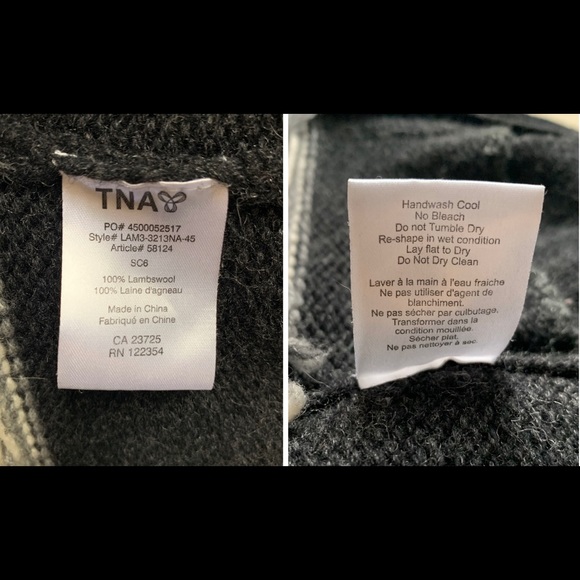 TNA
PO# 4500052517
Style# LAM3-3213NA-45
Article# 58124
SC6
100% Lambswool
100% Laine d'agneau
Made in China
Fabriqué en Chine
CA 23725
RN 122354
Handwash Cool
No Bleach
Do not Tumble Dry
Re-shape in wet condition
Lay flat to Dry
Do Not Dry Clean
Laver à la main à l'eau fraiche
Ne pas utiliser d'agent de
blanchiment.
Ne pas sécher par culbutage.
Transformer dans la
condition mouillée.
Sécher plat.
Ne pas nettoyer à sec.